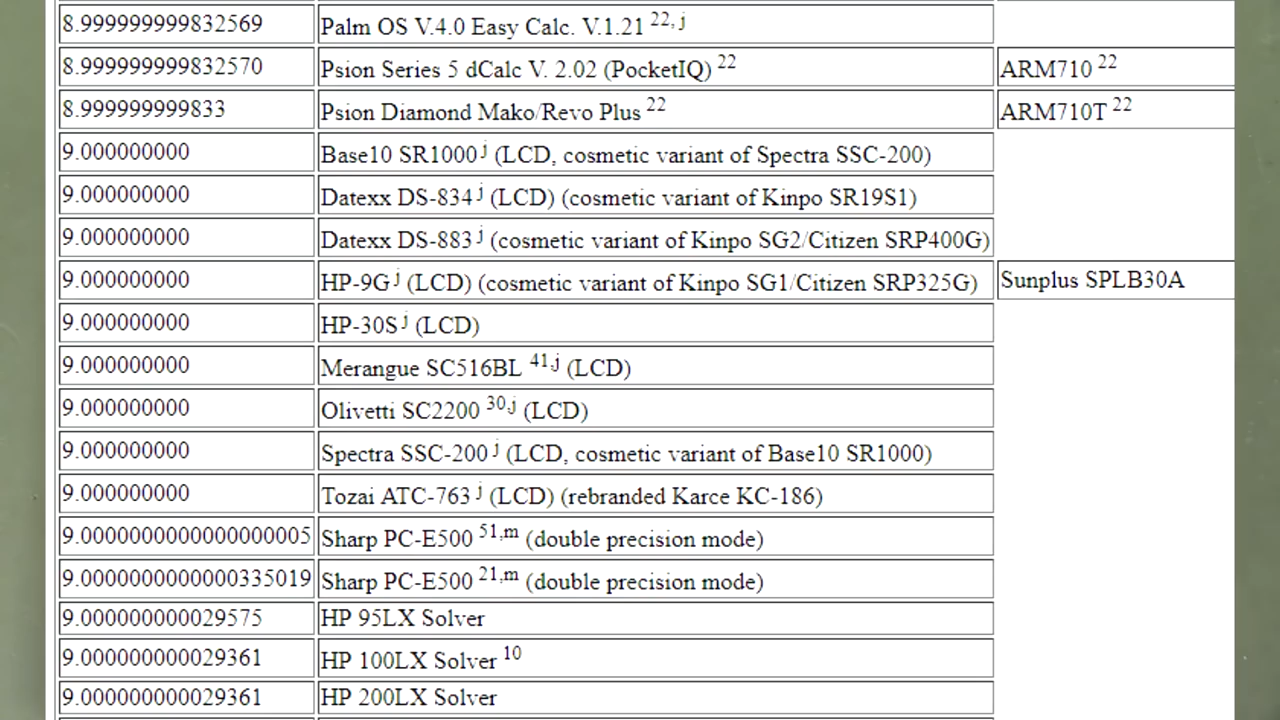 8.999999999832569 Palm OS V.4.0 Easy Calc. V.1.21 22, j
8.999999999832570 Psion Series 5 dCalc V. 2.02 (PocketIQ) 22 ARM710 22
8.999999999833 Psion Diamond Mako/Revo Plus 22 ARM710T 22
9.000000000 Base10 SR1000 j (LCD, cosmetic variant of Spectra SSC-200)
9.000000000 Datexx DS-834 j (LCD) (cosmetic variant of Kinpo SR19S1)
9.000000000 Datexx DS-883 j (cosmetic variant of Kinpo SG2/Citizen SRP400G)
9.000000000 HP-9G j (LCD) (cosmetic variant of Kinpo SG1/Citizen SRP325G) Sunplus SPLB30A
9.000000000 HP-30S j (LCD)
9.000000000 Merangue SC516BL 41,j (LCD)
9.000000000 Olivetti SC2200 30,j (LCD)
9.000000000 Spectra SSC-200 j (LCD, cosmetic variant of Base10 SR1000)
9.000000000 Tozai ATC-763 j (LCD) (rebranded Karce KC-186)
9.0000000000000000005 Sharp PC-E500 51,m (double precision mode)
9.0000000000000335019 Sharp PC-E500 21,m (double precision mode)
9.000000000029575 HP 95LX Solver
9.000000000029361 HP 100LX Solver 10
9.000000000029361 HP 200LX Solver